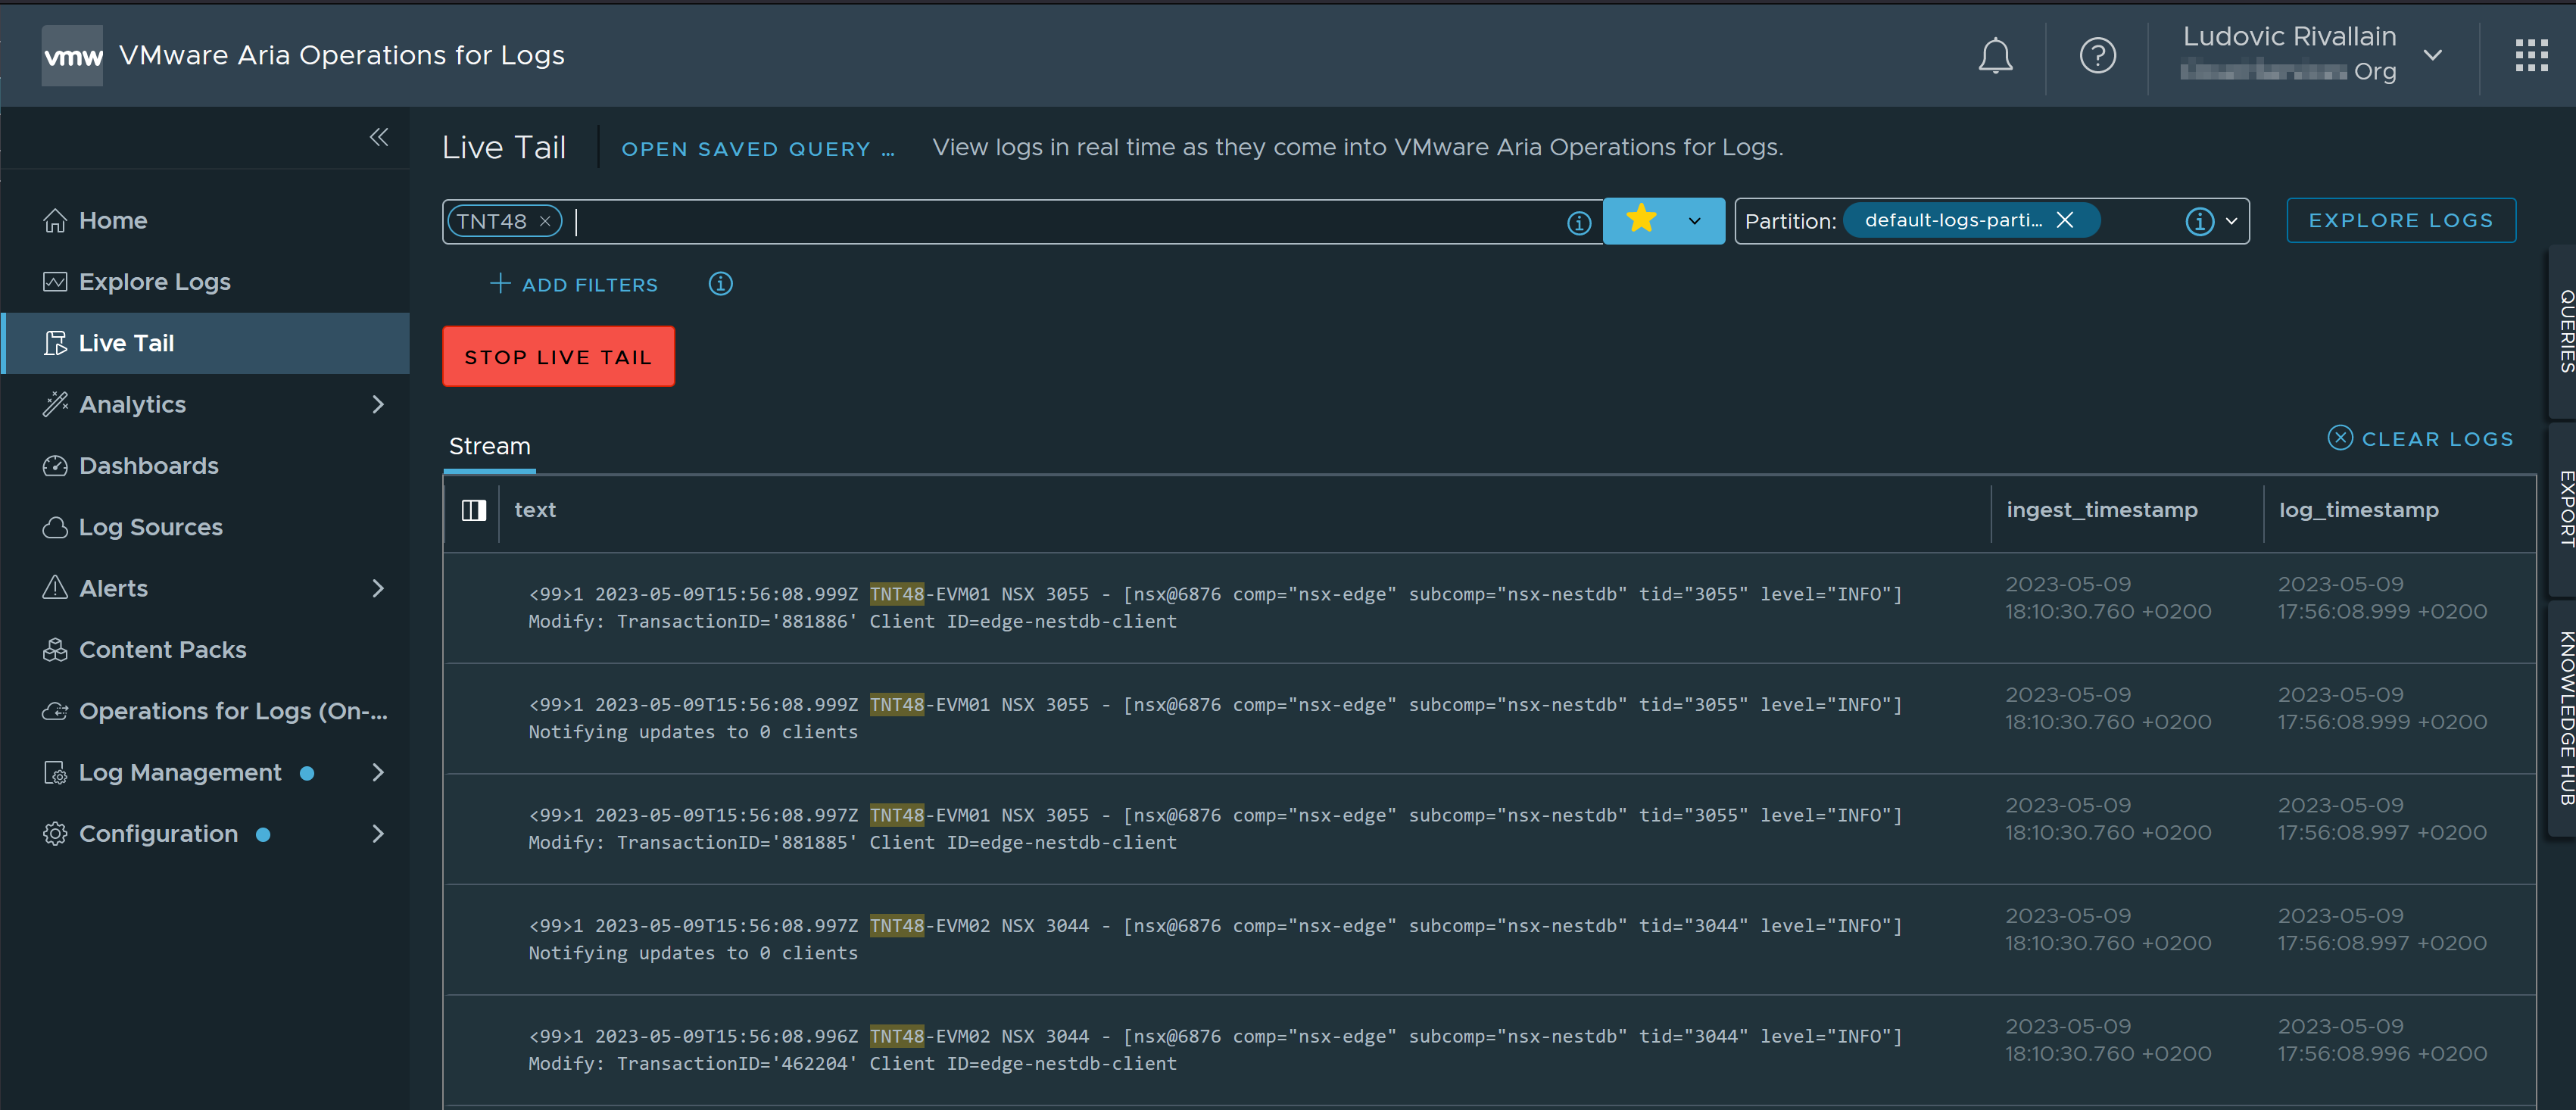 vmw VMware Aria Operations for Logs
Ludovic Rivallain
Org
Home
Explore Logs
Live Tail
Analytics
Dashboards
Log Sources
Alerts
Content Packs
Operations for Logs (On-...
Log Management
Configuration
Live Tail OPEN SAVED QUERY ... View logs in real time as they come into VMware Aria Operations for Logs.
TNT48 Partition: default-logs-parti... EXPLORE LOGS
ADD FILTERS
STOP LIVE TAIL
Stream CLEAR LOGS
text ingest_timestamp log_timestamp
<99>1 2023-05-09T15:56:08.999Z TNT48-EVM01 NSX 3055 - [nsx@6876 comp="nsx-edge" subcomp="nsx-nestdb" tid="3055" level="INFO"]
Modify: TransactionID='881886' Client ID=edge-nestdb-client
2023-05-09
18:10:30.760 +0200
2023-05-09
17:56:08.999 +0200
<99>1 2023-05-09T15:56:08.999Z TNT48-EVM01 NSX 3055 - [nsx@6876 comp="nsx-edge" subcomp="nsx-nestdb" tid="3055" level="INFO"]
Notifying updates to 0 clients
2023-05-09
18:10:30.760 +0200
2023-05-09
17:56:08.999 +0200
<99>1 2023-05-09T15:56:08.997Z TNT48-EVM01 NSX 3055 - [nsx@6876 comp="nsx-edge" subcomp="nsx-nestdb" tid="3055" level="INFO"]
Modify: TransactionID='881885' Client ID=edge-nestdb-client
2023-05-09
18:10:30.760 +0200
2023-05-09
17:56:08.997 +0200
<99>1 2023-05-09T15:56:08.997Z TNT48-EVM02 NSX 3044 - [nsx@6876 comp="nsx-edge" subcomp="nsx-nestdb" tid="3044" level="INFO"]
Notifying updates to 0 clients
2023-05-09
18:10:30.760 +0200
2023-05-09
17:56:08.997 +0200
<99>1 2023-05-09T15:56:08.996Z TNT48-EVM02 NSX 3044 - [nsx@6876 comp="nsx-edge" subcomp="nsx-nestdb" tid="3044" level="INFO"]
Modify: TransactionID='462204' Client ID=edge-nestdb-client
2023-05-09
18:10:30.760 +0200
2023-05-09
17:56:08.996 +0200
QUERIES
EXPORT
KNOWLEDGE HUB